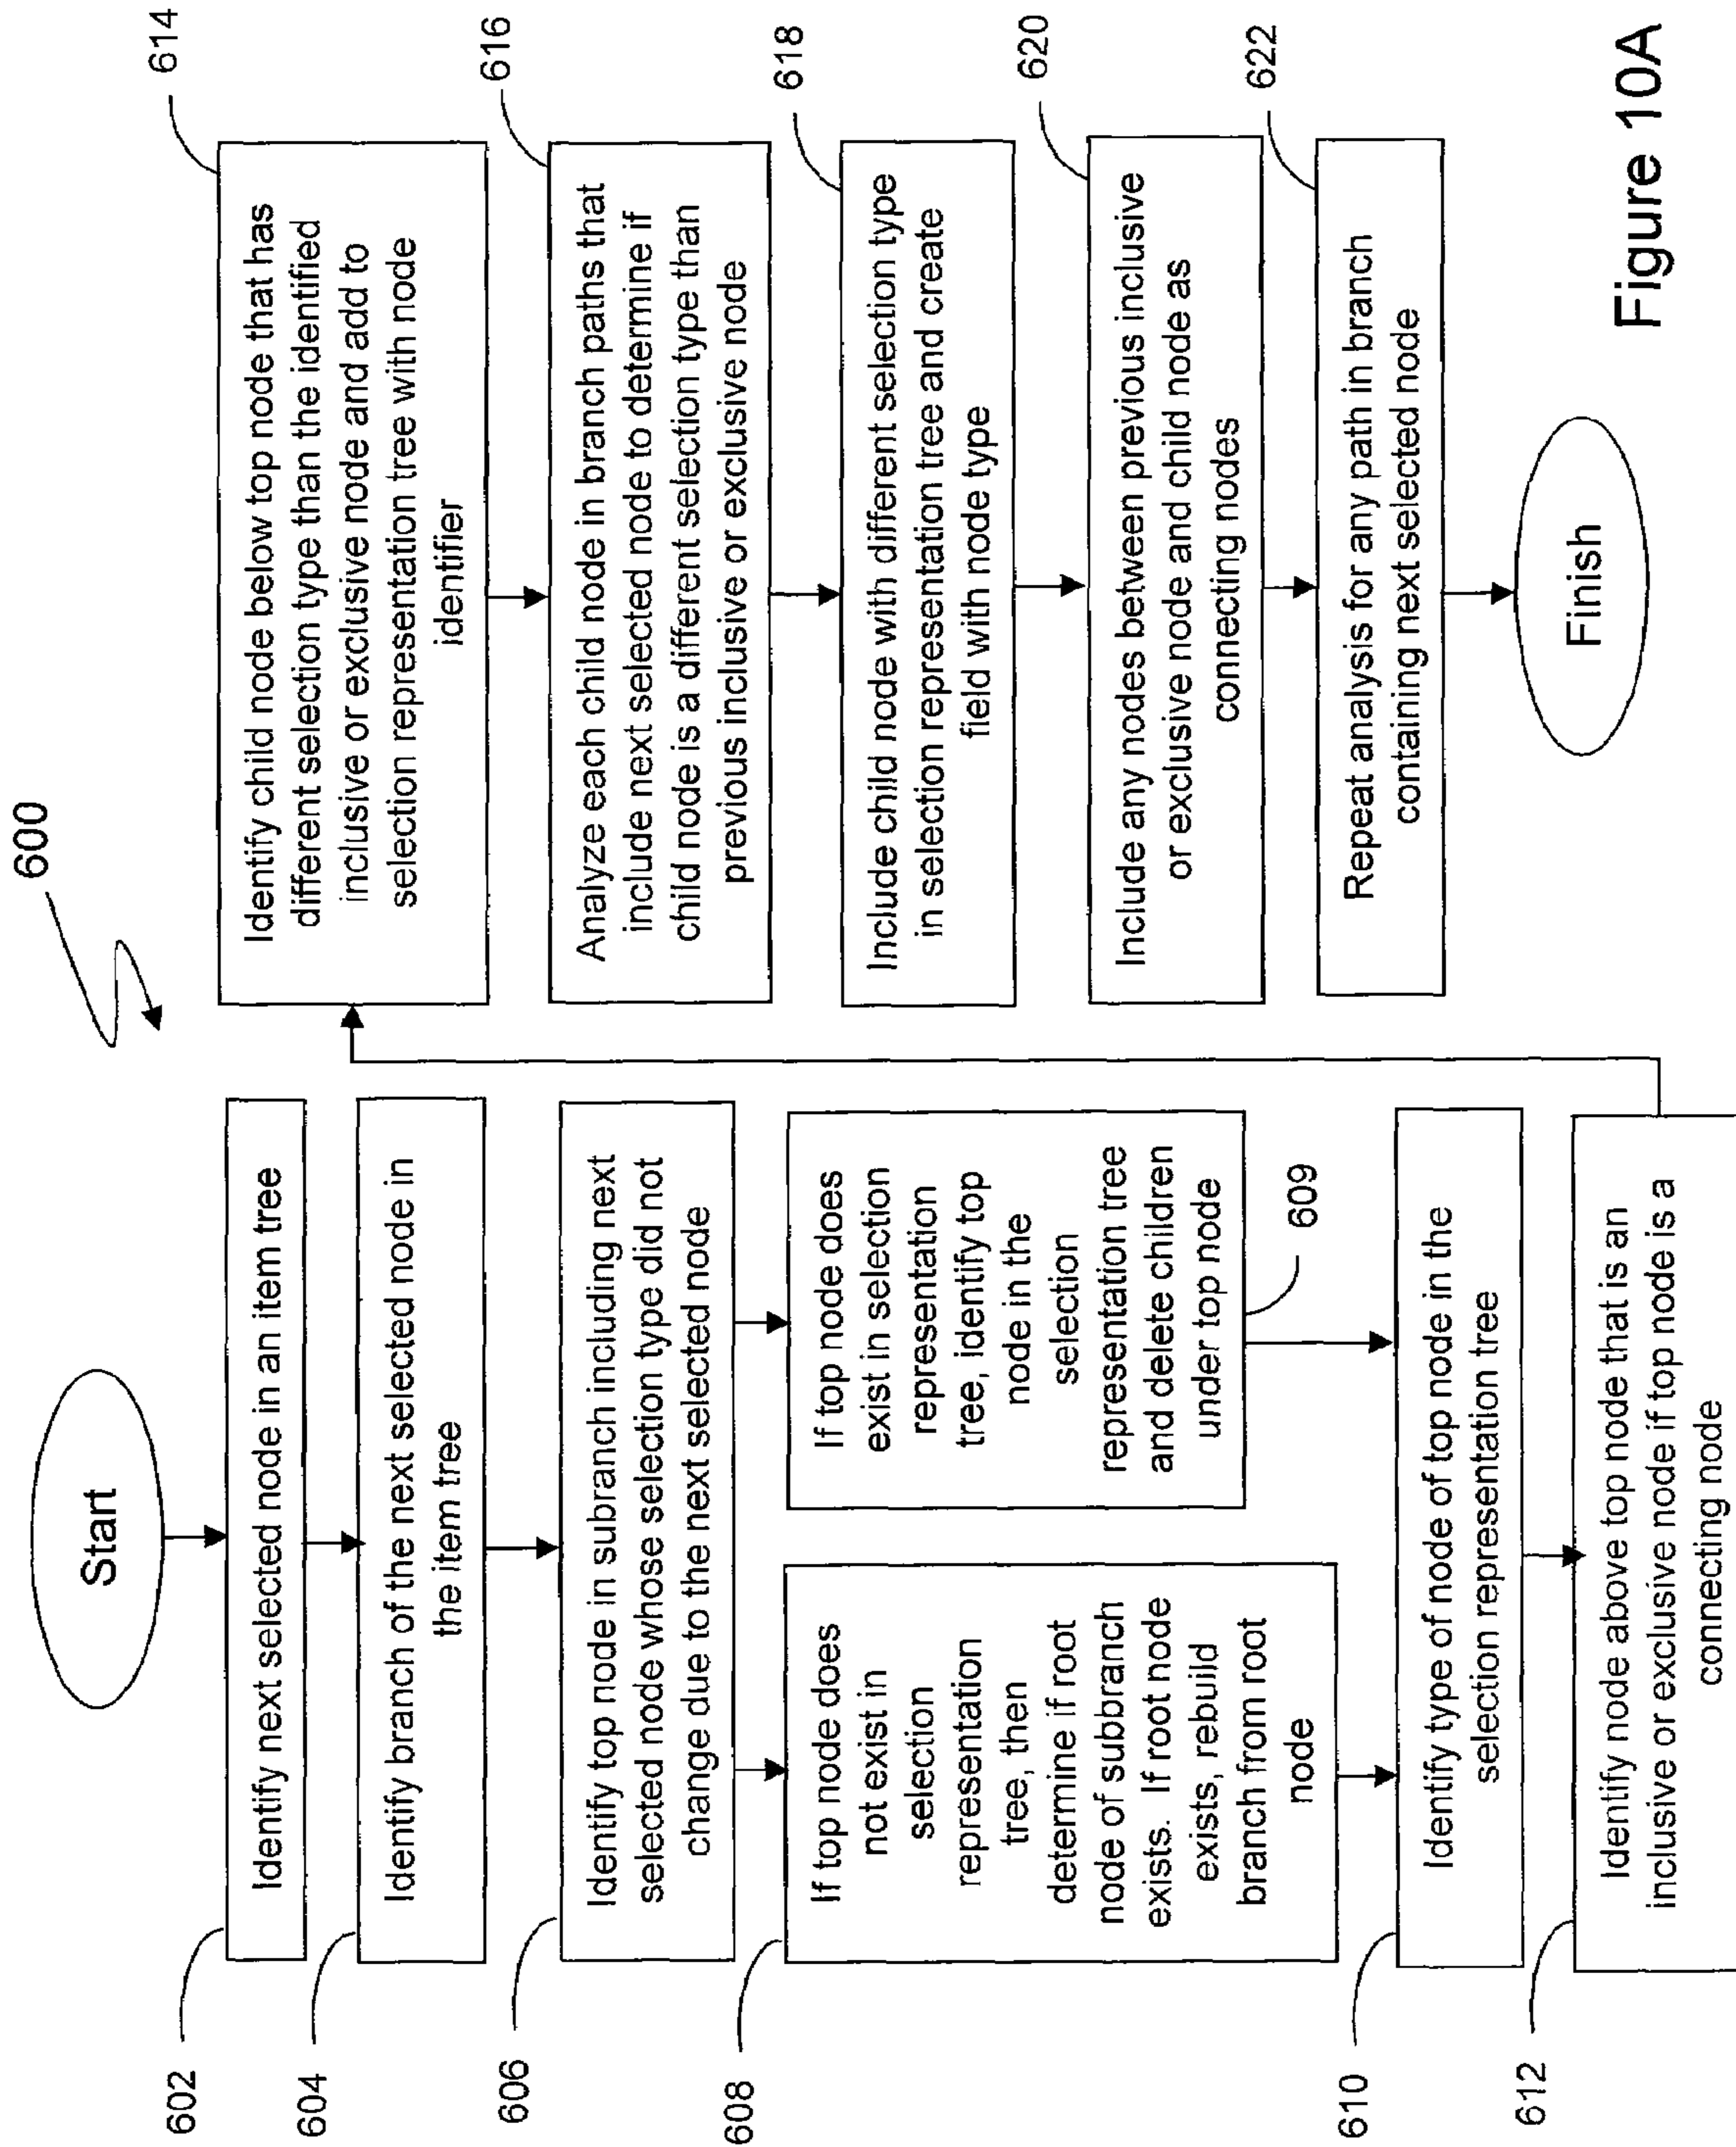 600
Start
602
Identify next selected node in an item tree
604
Identify branch of the next selected node in
the item tree
606
Identify top node in subbranch including next
selected node whose selection type did not
change due to the next selected node
608
If top node does
not exist in
selection
representation
tree, then
determine if root
node of subbranch
exists. If root node
exists, rebuild
branch from root
node
If top node does
exist in selection
representation
tree, identify top
node in the
selection
representation tree
and delete children
under top node
609
610
Identify type of node of top node in the
selection representation tree
612
Identify node above top node that is an
inclusive or exclusive node if top node is a
connecting node
614
Identify child node below top node that has
different selection type than the identified
inclusive or exclusive node and add to
selection representation tree with node
identifier
616
Analyze each child node in branch paths that
include next selected node to determine if
child node is a different selection type than
previous inclusive or exclusive node
618
Include child node with different selection type
in selection representation tree and create
field with node type
620
Include any nodes between previous inclusive
or exclusive node and child node as
connecting nodes
622
Repeat analysis for any path in branch
containing next selected node
Finish
Figure 10A